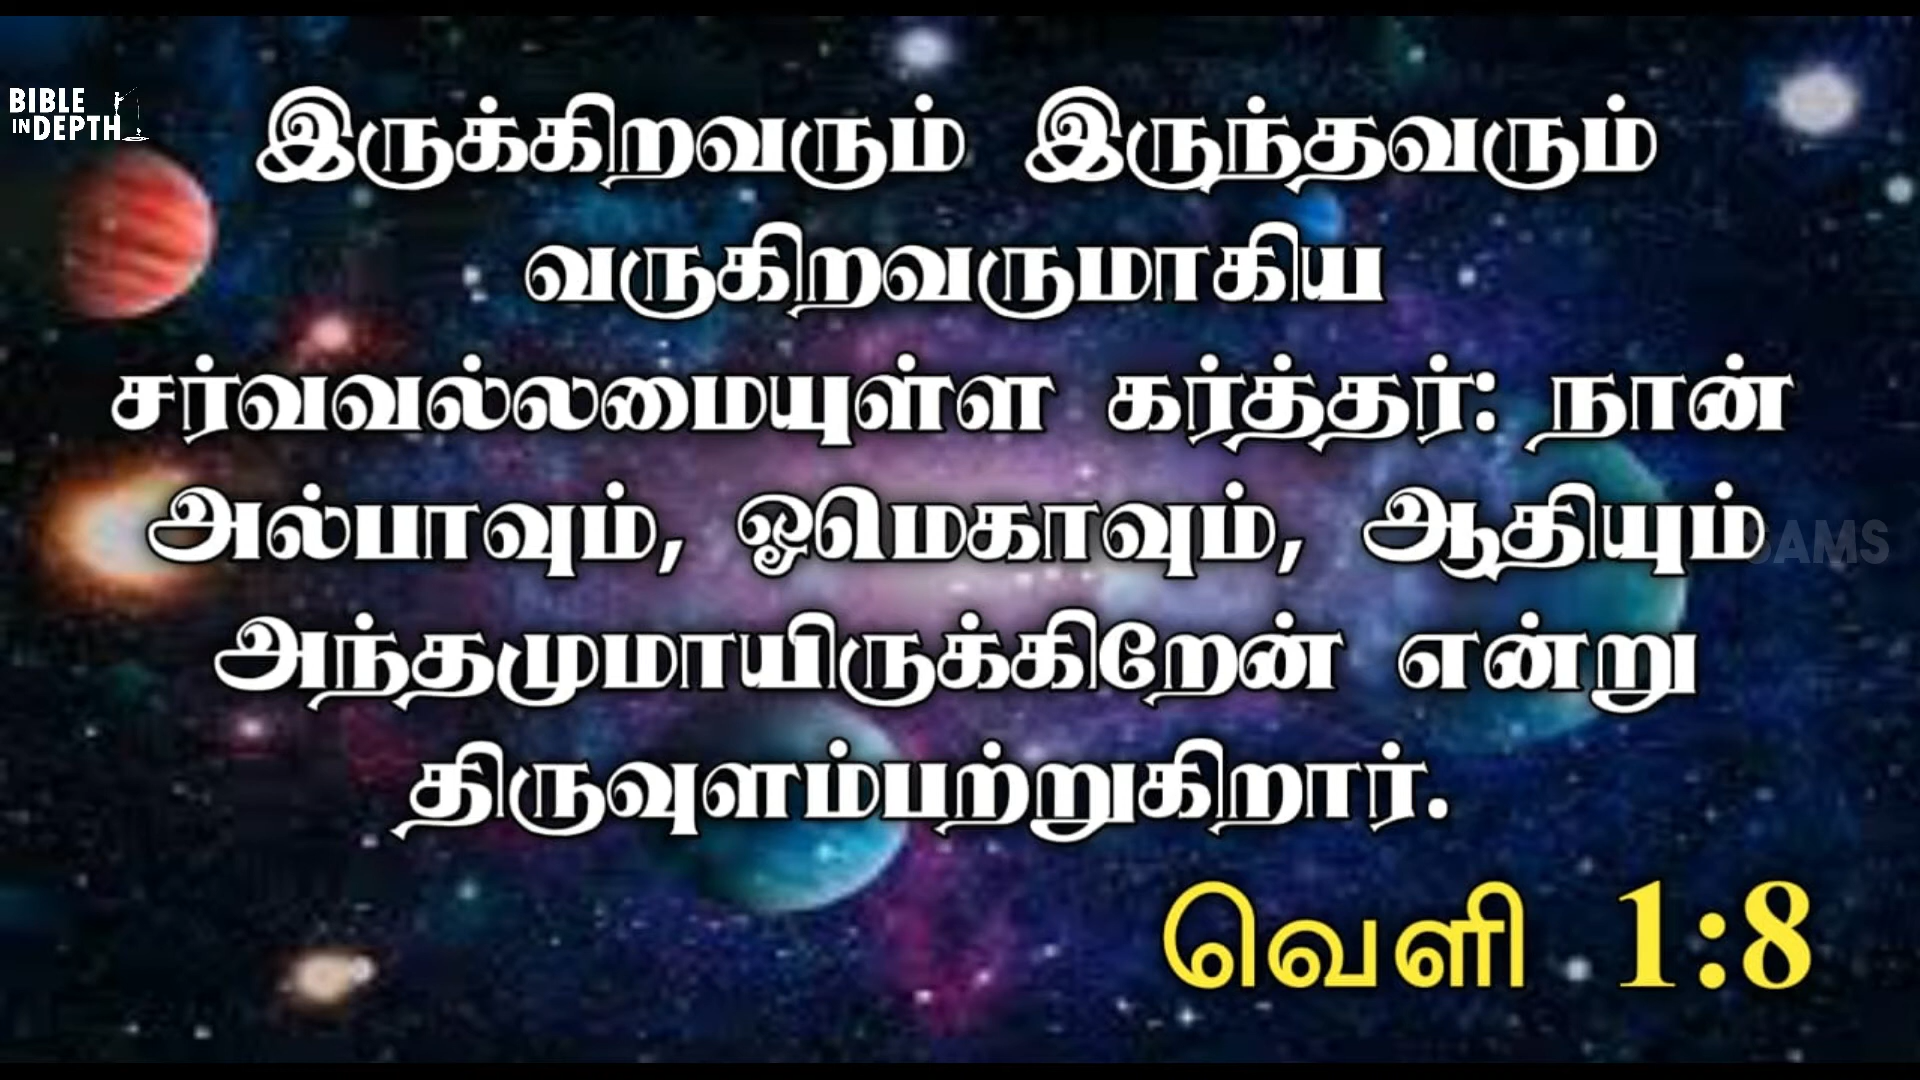 BIBLE
IN DEPTH
இருக்கிறவரும் இருந்தவரும்
வருகிறவருமாகிய
சர்வவல்லமையுள்ள கர்த்தர்: நான்
அல்பாவும், ஓமெகாவும், ஆதியும்
SAMS
அந்தமுமாயிருக்கிறேன் என்று
திருவுளம்பற்றுகிறார்.
வெளி 1:8